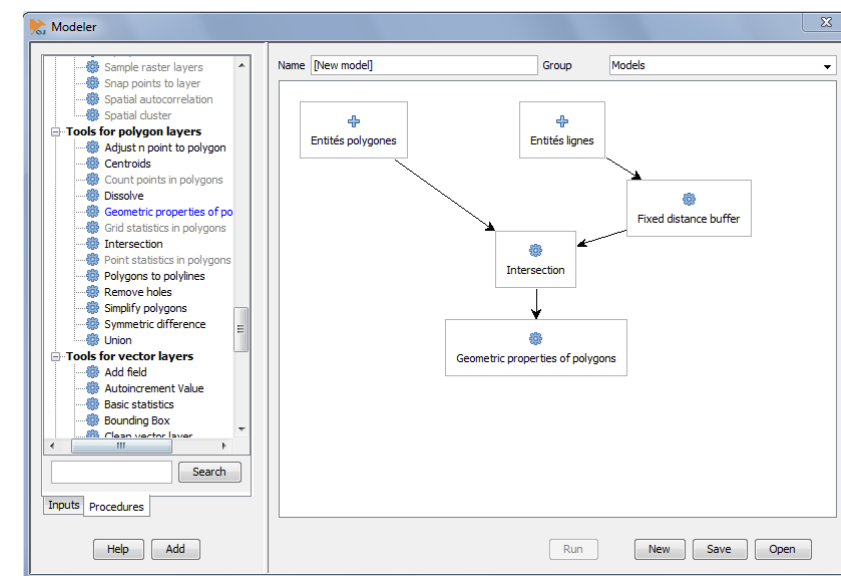 Modeler
Sample raster layers
Snap points to layer
Spatial autocorrelation
Spatial cluster
Tools for polygon layers
Adjust n point to polygon
Centroids
Count points in polygons
Dissolve
Geometric properties of po
Grid statistics in polygons
Intersection
Point statistics in polygons
Polygons to polylines
Remove holes
Simplify polygons
Symmetric difference
Union
Tools for vector layers
Add field
Autoincrement Value
Basic statistics
Bounding Box
Clean vector layer
Search
Inputs Procedures
Help Add
Name [New model] Group Models
Entités polygones
Entités lignes
Fixed distance buffer
Intersection
Geometric properties of polygons
Run New Save Open